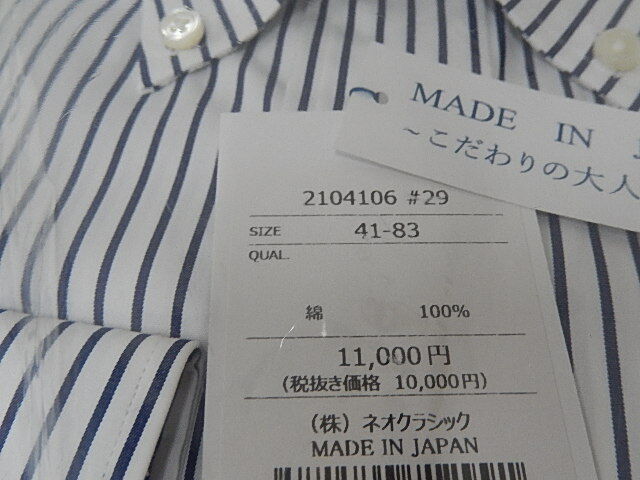 MADE IN
～こだわりの大人
2104106 #29
SIZE 41-83
QUAL.
綿 100%
11,000円
(税抜き価格 10,000円)
(株) ネオクラシック
MADE IN JAPAN